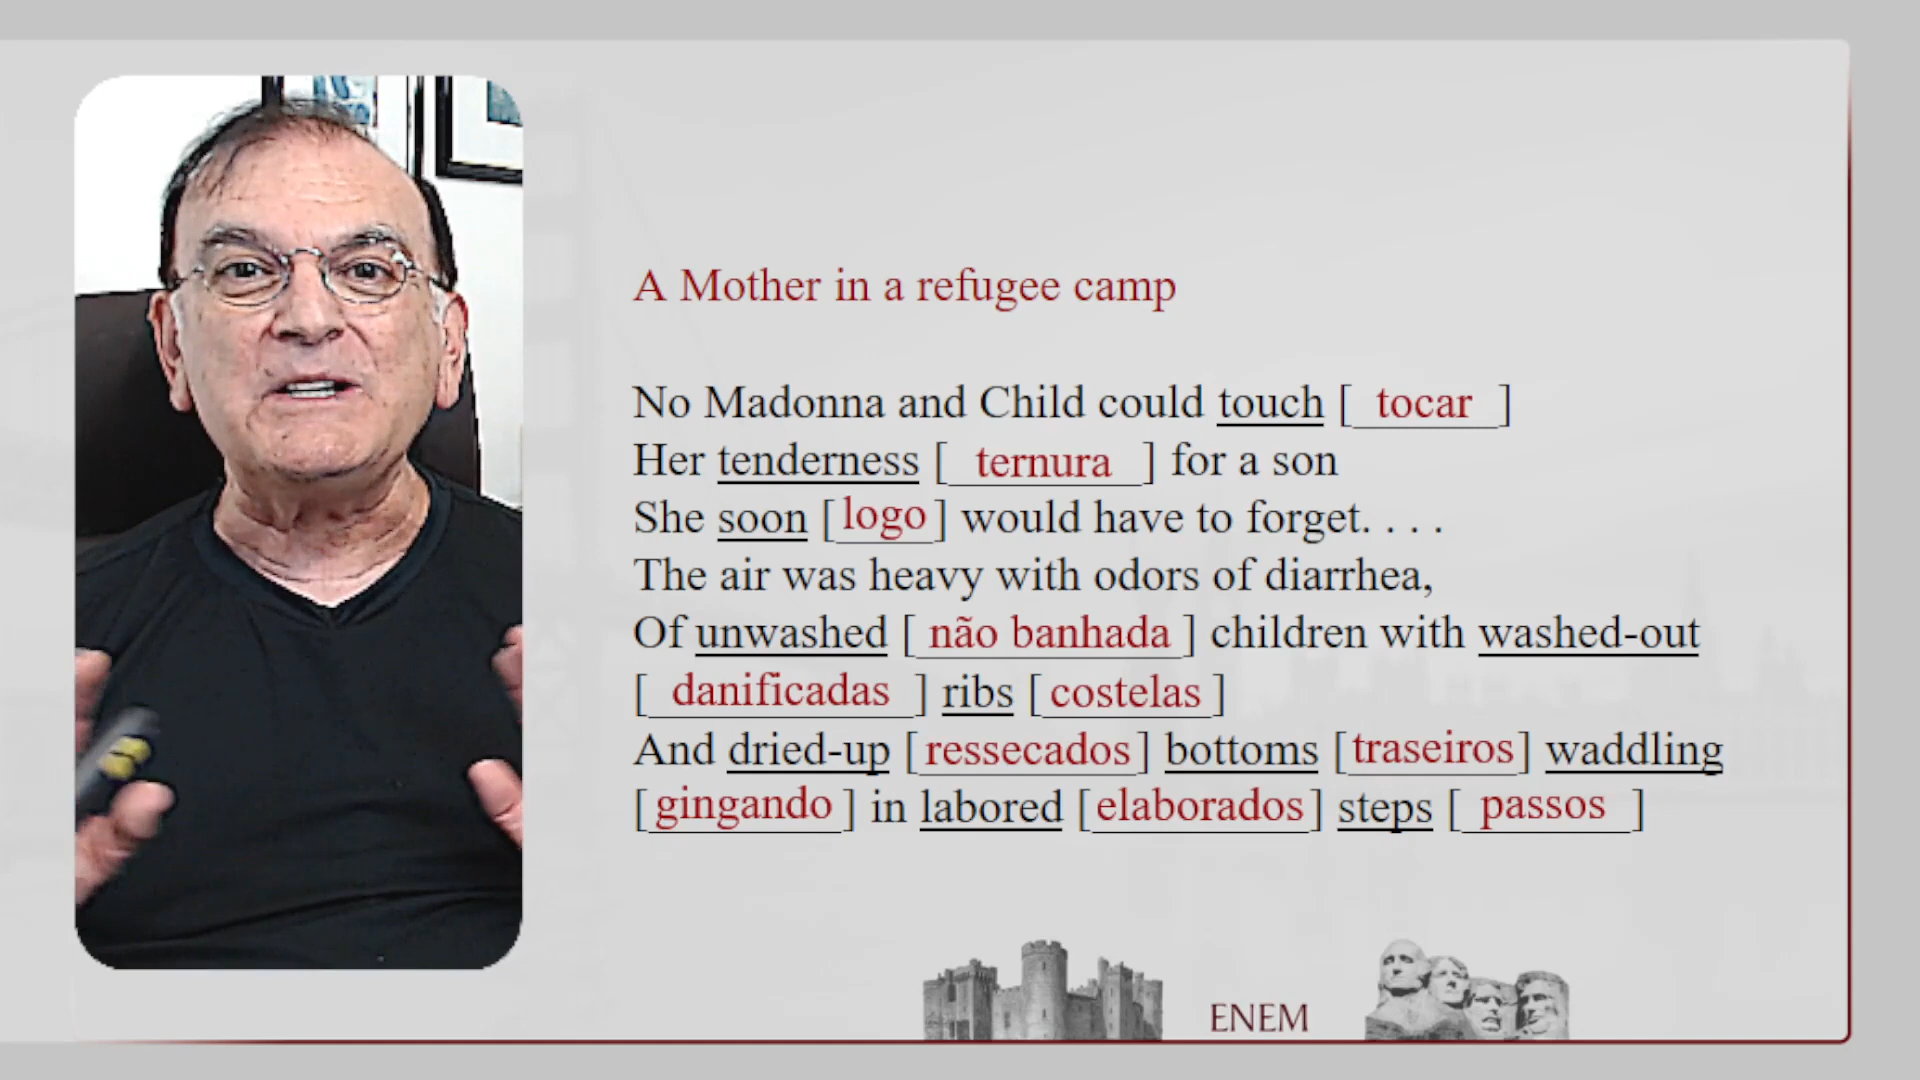 A Mother in a refugee camp
No Madonna and Child could touch [ tocar ]
Her tenderness [ ternura ] for a son
She soon [ logo ] would have to forget. . . .
The air was heavy with odors of diarrhea,
Of unwashed [ não banhada ] children with washed-out
[ danificadas ] ribs [ costelas ]
And dried-up [ ressecados ] bottoms [ traseiros ] waddling
[ gingando ] in labored [ elaborados ] steps [ passos ]
ENEM